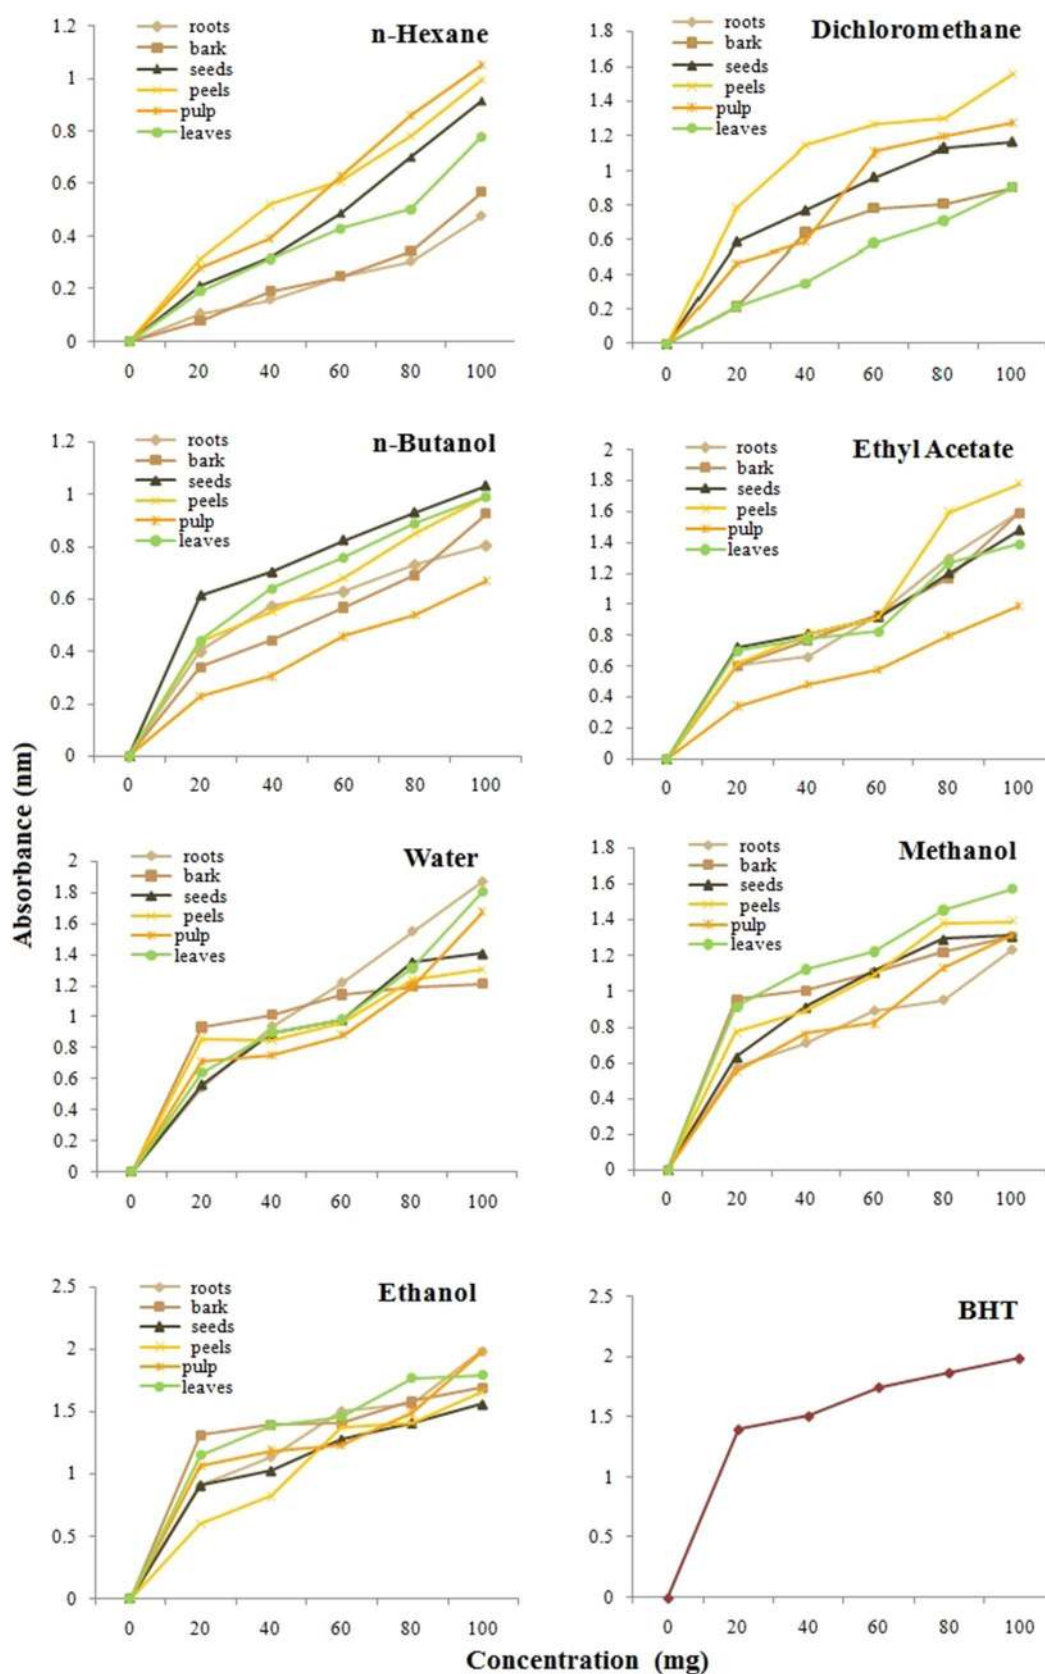 n-Hexane
roots
bark
seeds
peels
pulp
leaves
1.2
1
0.8
0.6
0.4
0.2
0
0 20 40 60 80 100
Dichloromethane
roots
bark
seeds
peels
pulp
leaves
1.8
1.6
1.4
1.2
1
0.8
0.6
0.4
0.2
0
0 20 40 60 80 100
n-Butanol
roots
bark
seeds
peels
pulp
leaves
1.2
1
0.8
0.6
0.4
0.2
0
0 20 40 60 80 100
Ethyl Acetate
roots
bark
seeds
peels
pulp
leaves
2
1.8
1.6
1.4
1.2
1
0.8
0.6
0.4
0.2
0
0 20 40 60 80 100
Absorbance (nm)
Water
roots
bark
seeds
peels
pulp
leaves
2
1.8
1.6
1.4
1.2
1
0.8
0.6
0.4
0.2
0
0 20 40 60 80 100
Methanol
roots
bark
seeds
peels
pulp
leaves
1.8
1.6
1.4
1.2
1
0.8
0.6
0.4
0.2
0
0 20 40 60 80 100
Ethanol
roots
bark
seeds
peels
pulp
leaves
2.5
2
1.5
1
0.5
0
0 20 40 60 80 100
BHT
2.5
2
1.5
1
0.5
0
0 20 40 60 80 100
Concentration (mg)